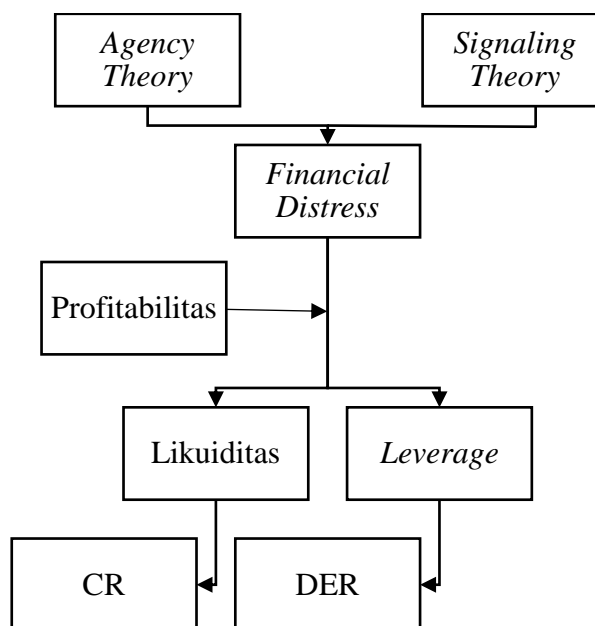 Agency
Theory
Signaling
Theory
Financial
Distress
Profitabilitas
Likuiditas
Leverage
CR
DER